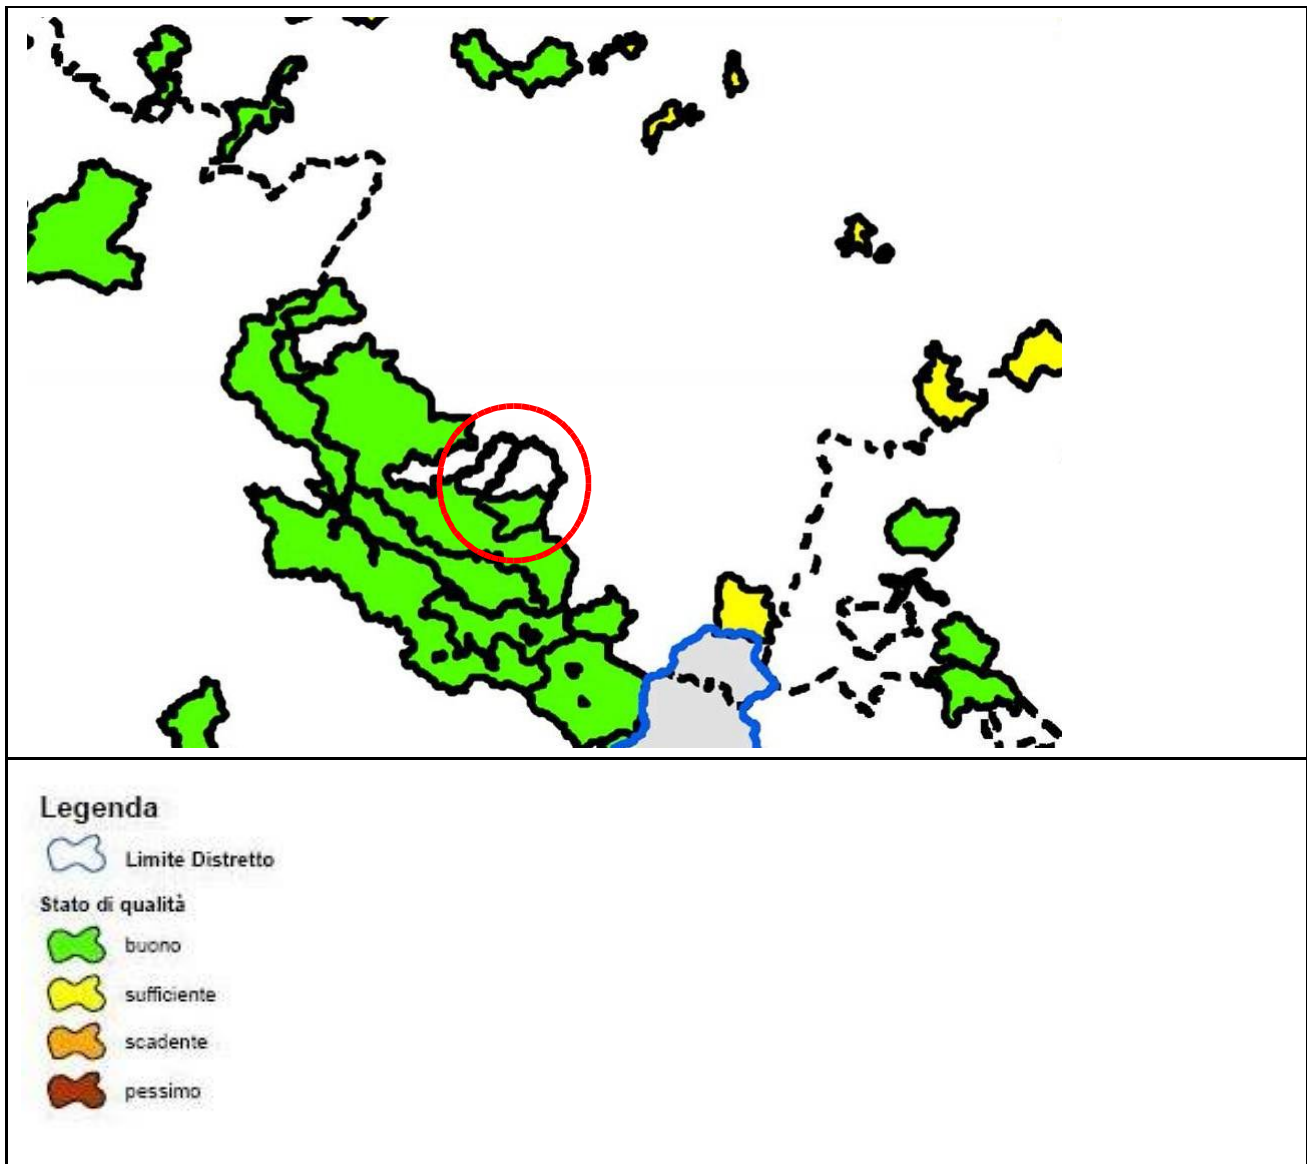 Legenda
Limite Distretto
Stato di qualità
buono
sufficiente
scadente
pessimo